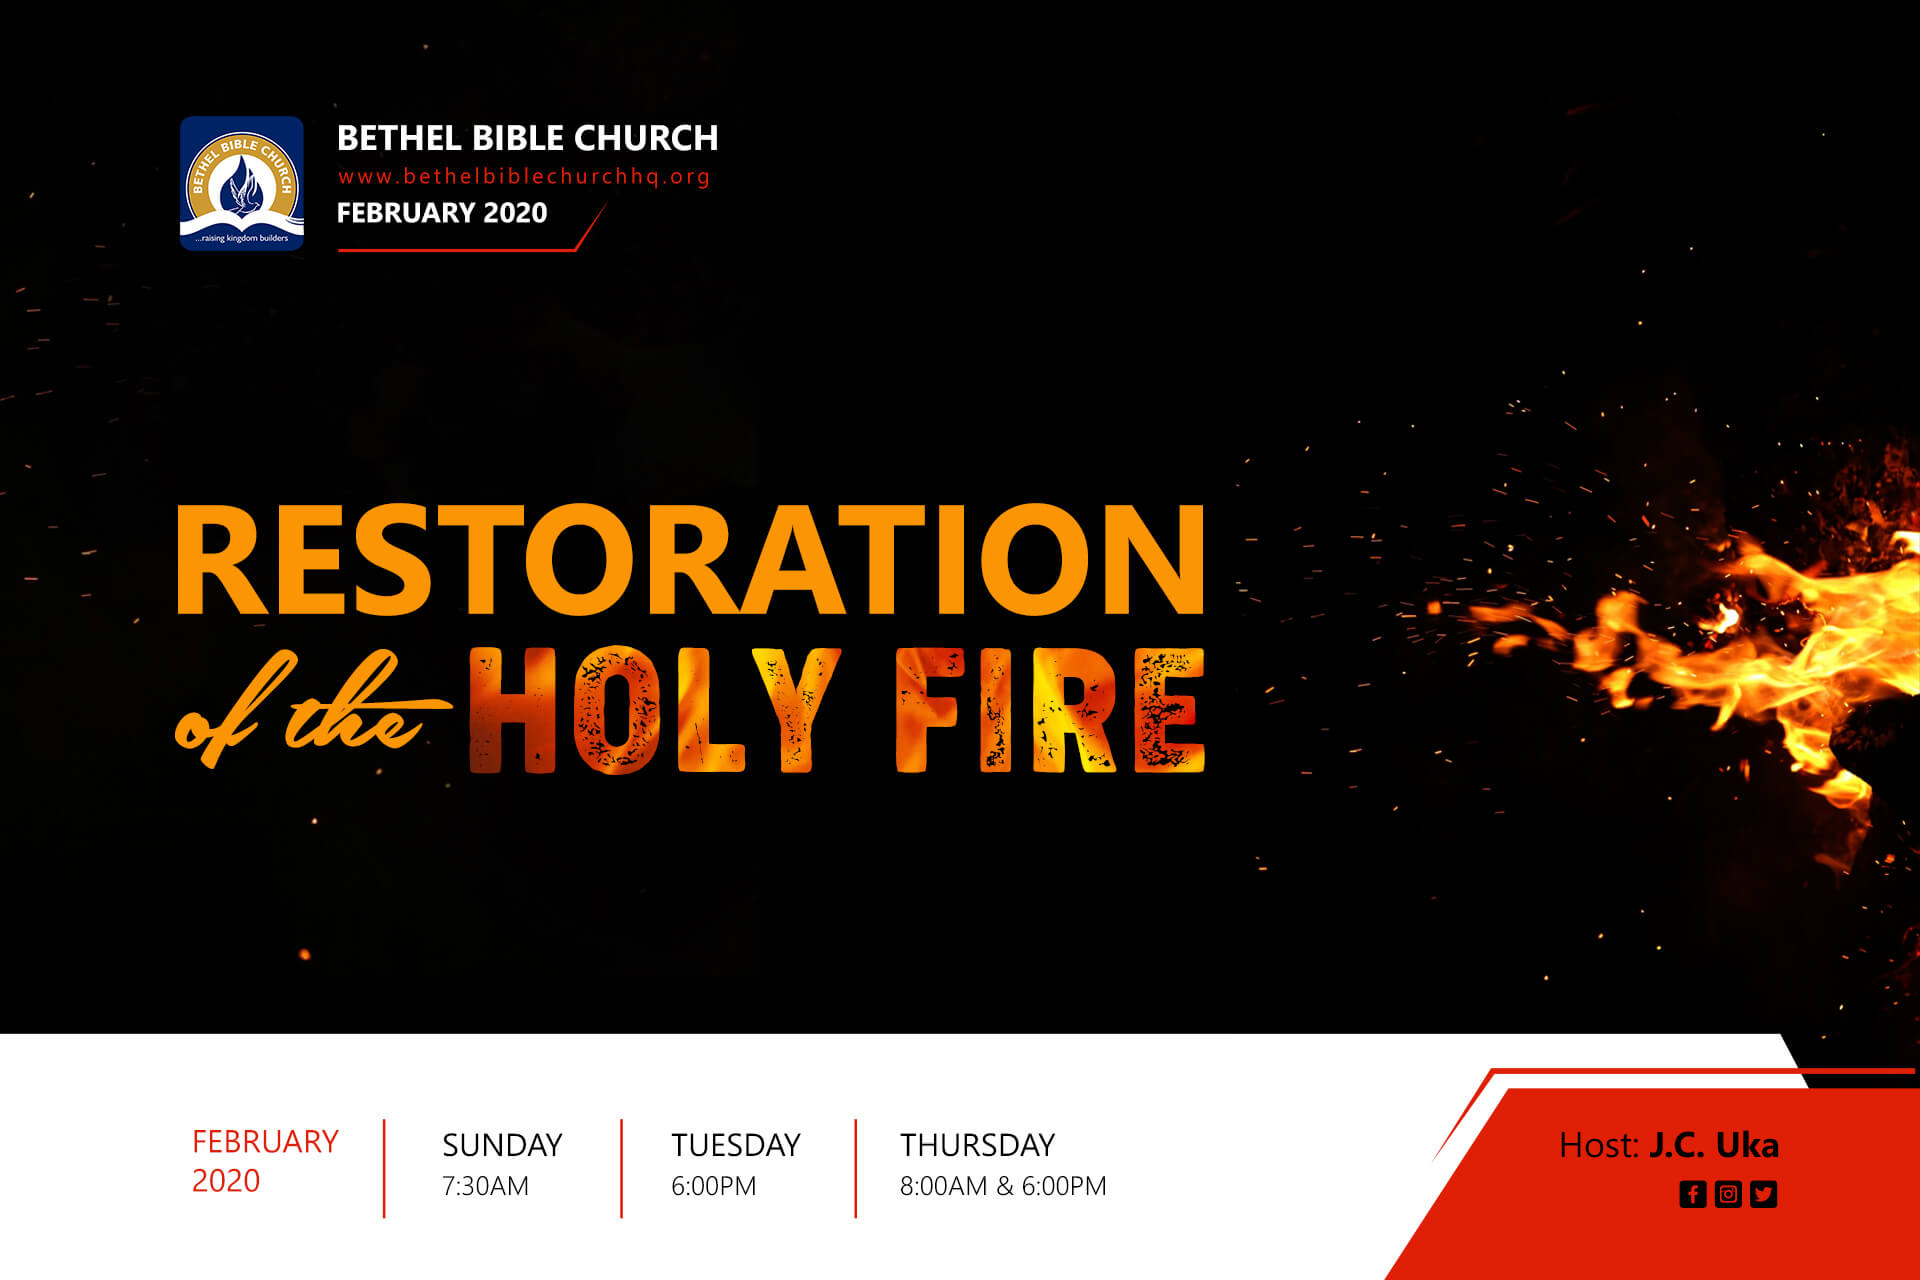 BETHEL BIBLE CHURCH
...raising kingdom builders
BETHEL BIBLE CHURCH
www.bethelbiblechurchhq.org
FEBRUARY 2020
RESTORATION
of the HOLY FIRE
FEBRUARY
2020
SUNDAY
7:30AM
TUESDAY
6:00PM
THURSDAY
8:00AM & 6:00PM
Host: J.C. Uka